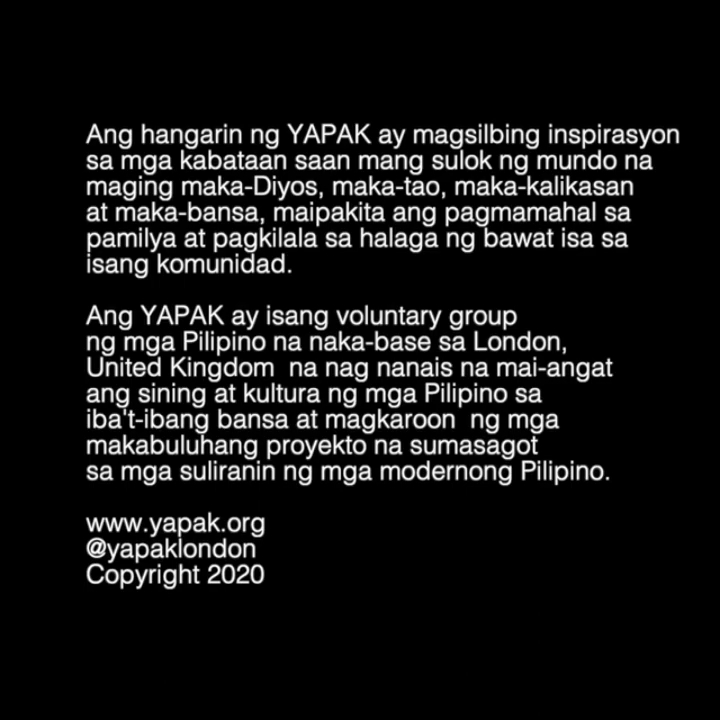 Ang hangarin ng YAPAK ay magsilbing inspirasyon
sa mga kabataan saan mang sulok ng mundo na
maging maka-Diyos, maka-tao, maka-kalikasan
at maka-bansa, maipakita ang pagmamahal sa
pamilya at pagkilala sa halaga ng bawat isa sa
isang komunidad.
Ang YAPAK ay isang voluntary group
ng mga Pilipino na naka-base sa London,
United Kingdom  na nag nanais na mai-angat
ang sining at kultura ng mga Pilipino sa
iba't-ibang bansa at magkaroon  ng mga
makabuluhang proyekto na sumasagot
sa mga suliranin ng mga modernong Pilipino.
www.yapak.org
@yapaklondon
Copyright 2020